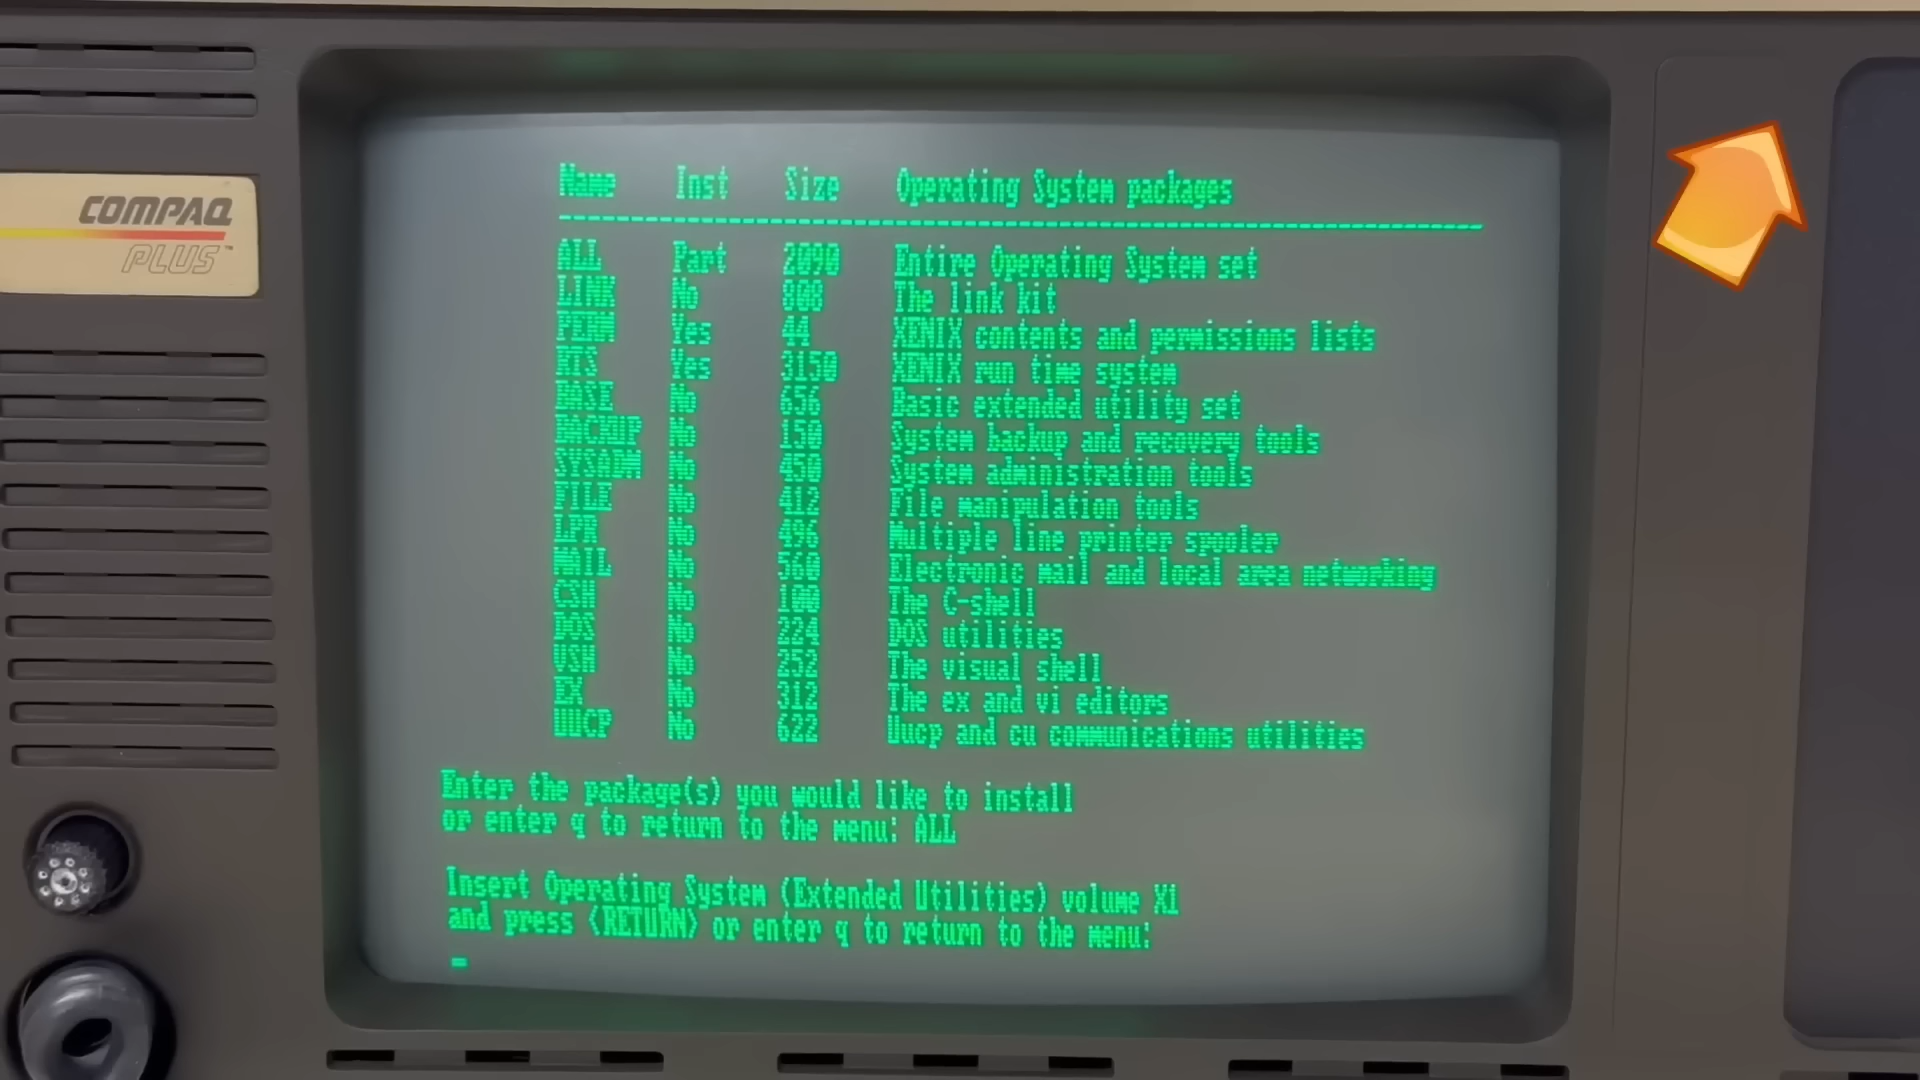 COMPAQ
PLUS™
Name Inst Size Operating System packages
ALL Part 2090 Entire Operating System set
LINK No 808 The link kit
PERM Yes 44 XENIX contents and permissions lists
RTS Yes 3150 XENIX run time system
BASE No 656 Basic extended utility set
BACKUP No 150 System backup and recovery tools
SYSADM No 450 System administration tools
FILE No 412 File manipulation tools
LPR No 496 Multiple line printer spooler
MAIL No 560 Electronic mail and local area networking
CSH No 100 The C-shell
DOS No 224 DOS utilities
VSH No 252 The visual shell
EX No 312 The ex and vi editors
UUCP No 622 Uucp and cu communications utilities
Enter the package(s) you would like to install
or enter q to return to the menu: ALL
Insert Operating System (Extended Utilities) volume X1
and press <RETURN> or enter q to return to the menu: